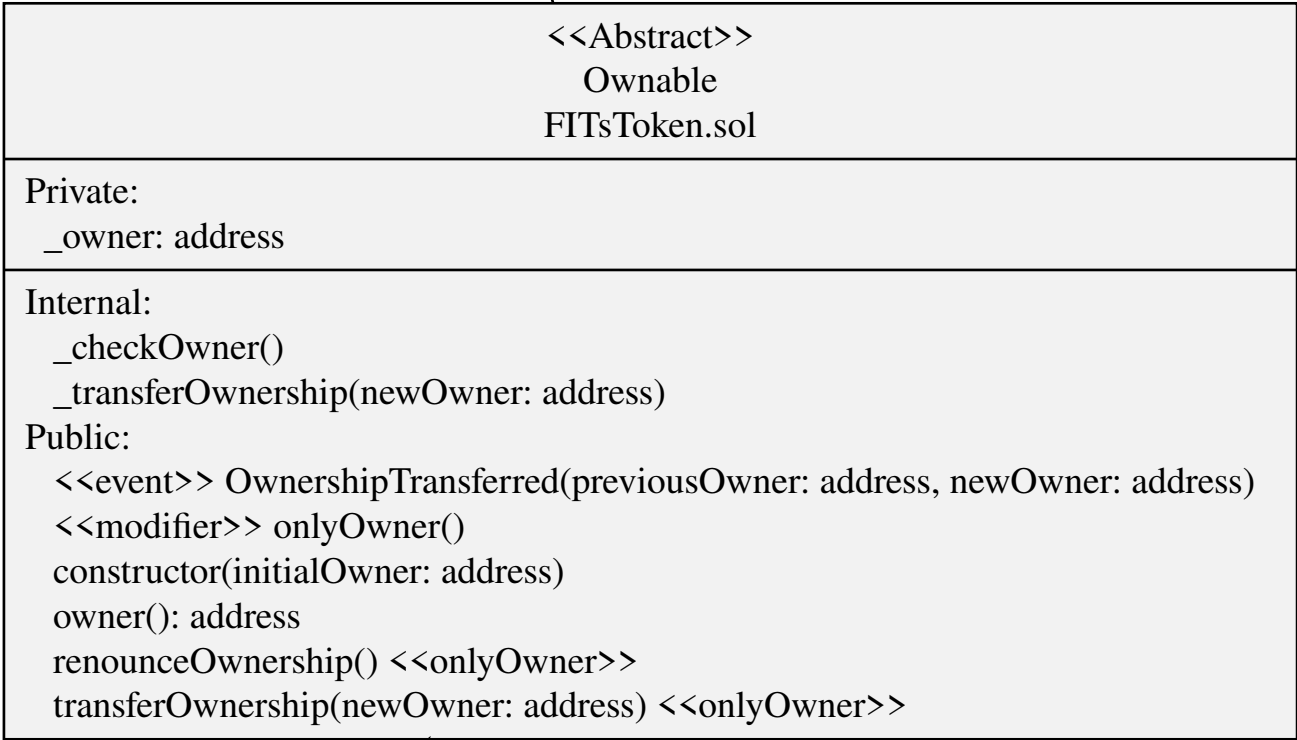 <<Abstract>>
Ownable
FITsToken.sol
Private:
_owner: address
Internal:
_checkOwner()
_transferOwnership(newOwner: address)
Public:
<<event>> OwnershipTransferred(previousOwner: address, newOwner: address)
<<modifier>> onlyOwner()
constructor(initialOwner: address)
owner(): address
renounceOwnership() <<onlyOwner>>
transferOwnership(newOwner: address) <<onlyOwner>>